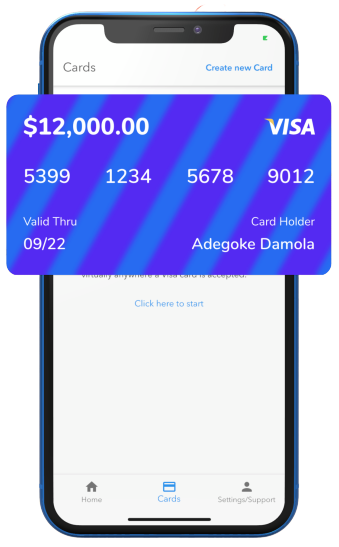 Cards
Create new Card
$12,000.00
VISA
5399 1234 5678 9012
Valid Thru
Card Holder
09/22
Adegoke Damola
virtually anywhere a Visa card is accepted.
Click here to start
Home
Cards
Settings/Support